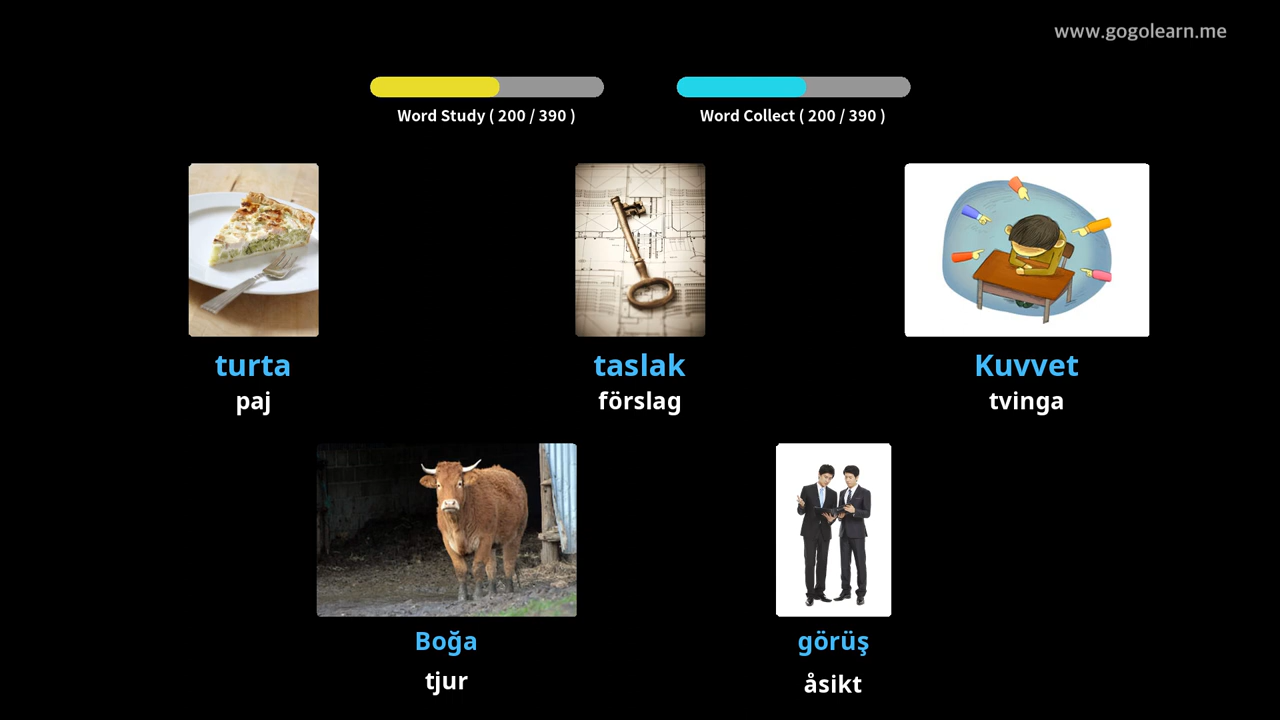 www.gogolearn.me
Word Study ( 200 / 390 )
Word Collect ( 200 / 390 )
turta
paj
taslak
förslag
Kuvvet
tvinga
Boğa
tjur
görüş
åsikt